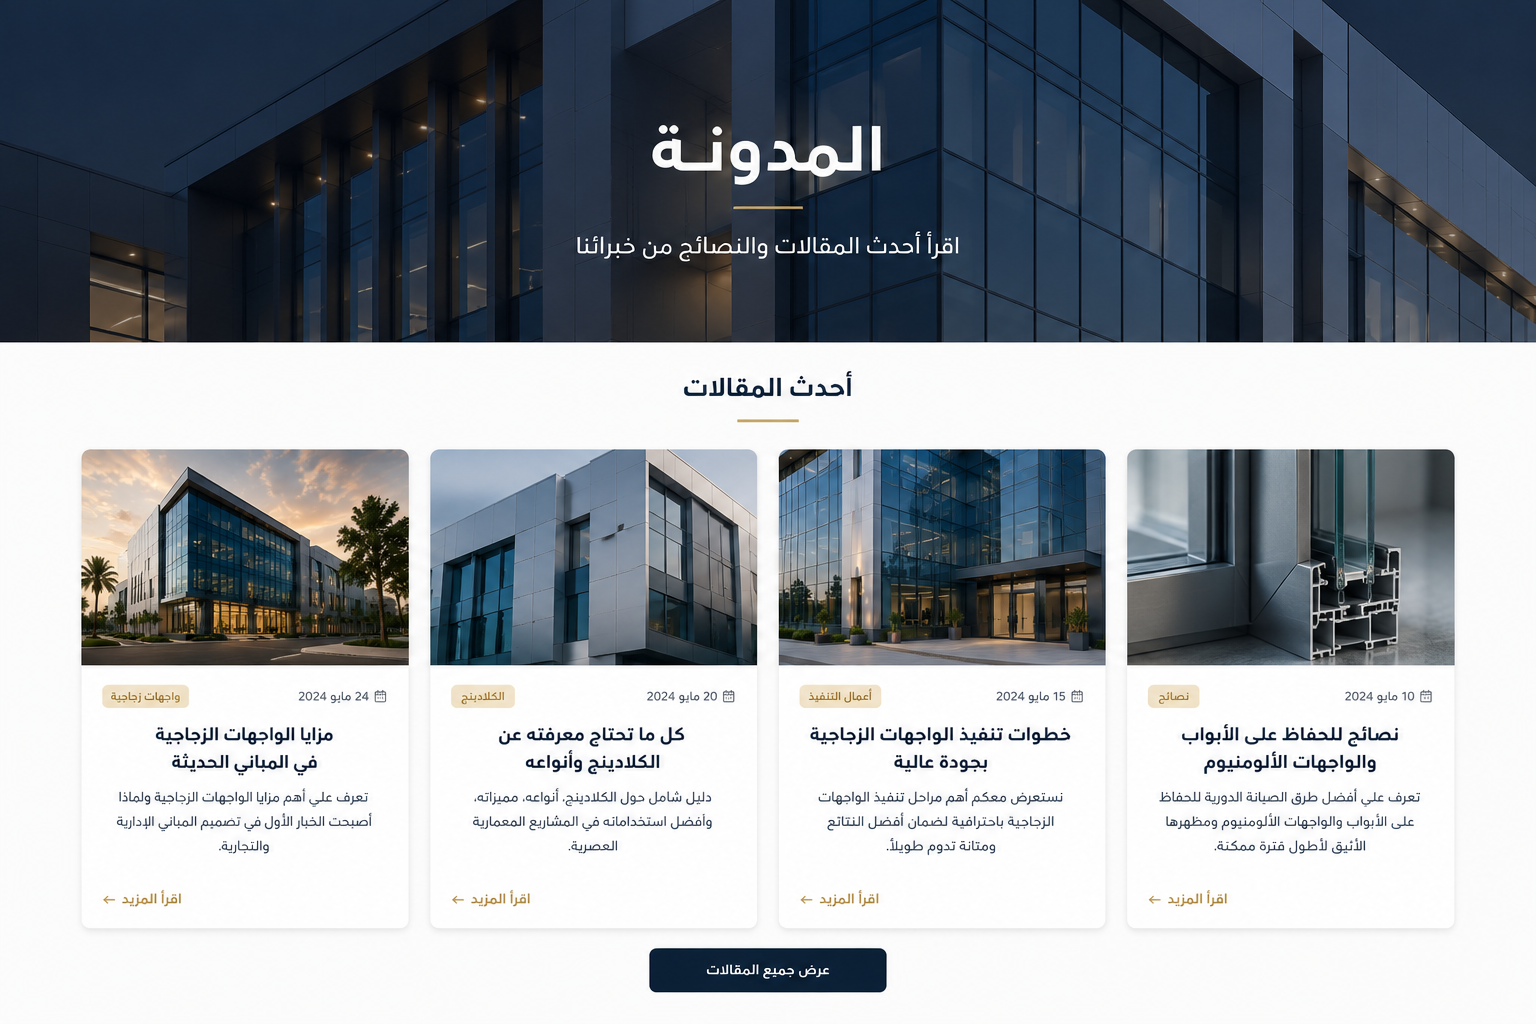 المدونة
اقرأ أحدث المقالات والنصائح من خبرائنا
أحدث المقالات
10 مايو 2024
نصائح
نصائح للحفاظ على الأبواب
والواجهات الألومنيوم
تعرف علي أفضل طرق الصيانة الدورية للحفاظ
على الأبواب والواجهات الألومنيوم ومظهرها
الأنيق لأطول فترة ممكنة.
اقرأ المزيد ←
15 مايو 2024
أعمال التنفيذ
خطوات تنفيذ الواجهات الزجاجية
بجودة عالية
نستعرض معكم أهم مراحل تنفيذ الواجهات
الزجاجية باحترافية لضمان أفضل النتائج
ومتانة تدوم طويلاً.
اقرأ المزيد ←
20 مايو 2024
الكلادينج
كل ما تحتاج معرفته عن
الكلادينج وأنواعه
دليل شامل حول الكلادينج، أنواعه، مميزاته،
وأفضل استخداماته في المشاريع المعمارية
العصرية.
اقرأ المزيد ←
24 مايو 2024
واجهات زجاجية
مزايا الواجهات الزجاجية
في المباني الحديثة
تعرف علي أهم مزايا الواجهات الزجاجية ولماذا
أصبحت الخيار الأول في تصميم المباني الإدارية
والتجارية.
اقرأ المزيد ←
عرض جميع المقالات